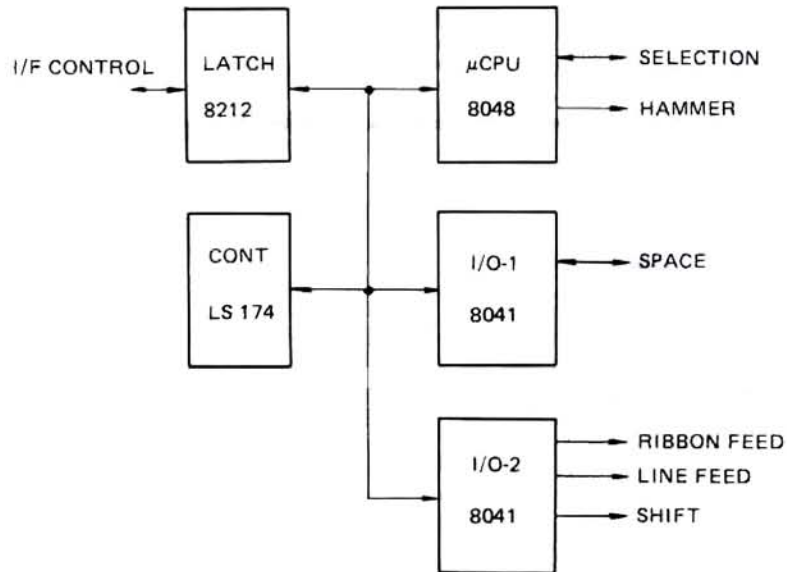 I/F CONTROL
LATCH
8212
μCPU
8048
SELECTION
HAMMER
CONT
LS 174
I/O-1
8041
SPACE
I/O-2
8041
RIBBON FEED
LINE FEED
SHIFT